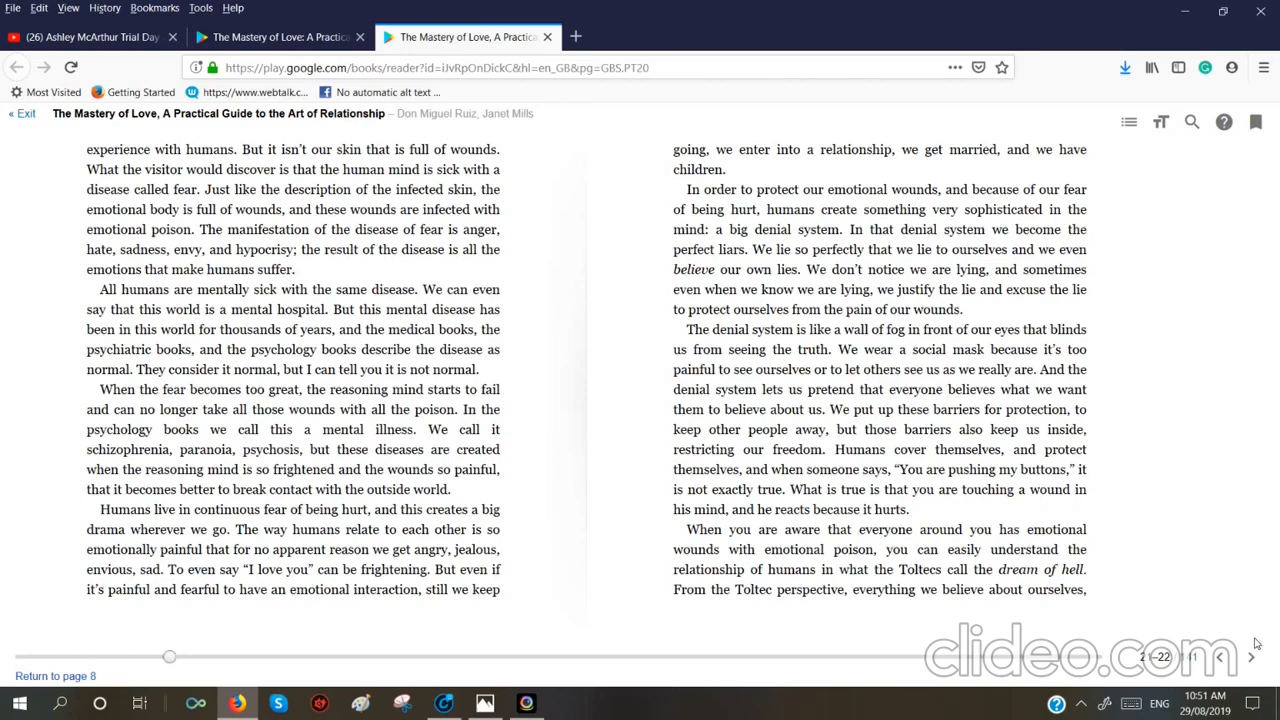 File Edit View History Bookmarks Tools Help
(26) Ashley McArthur Trial Day
The Mastery of Love: A Practical
The Mastery of Love, A Practica
https://play.google.com/books/reader?id=iJvRpOnDickC&hl=en_GB&pg=GBS.PT20
Most Visited Getting Started https://www.webtalk.c... No automatic alt text ...
« Exit The Mastery of Love, A Practical Guide to the Art of Relationship – Don Miguel Ruiz, Janet Mills
experience with humans. But it isn't our skin that is full of wounds.
What the visitor would discover is that the human mind is sick with a
disease called fear. Just like the description of the infected skin, the
emotional body is full of wounds, and these wounds are infected with
emotional poison. The manifestation of the disease of fear is anger,
hate, sadness, envy, and hypocrisy; the result of the disease is all the
emotions that make humans suffer.
All humans are mentally sick with the same disease. We can even
say that this world is a mental hospital. But this mental disease has
been in this world for thousands of years, and the medical books, the
psychiatric books, and the psychology books describe the disease as
normal. They consider it normal, but I can tell you it is not normal.
When the fear becomes too great, the reasoning mind starts to fail
and can no longer take all those wounds with all the poison. In the
psychology books we call this a mental illness. We call it
schizophrenia, paranoia, psychosis, but these diseases are created
when the reasoning mind is so frightened and the wounds so painful,
that it becomes better to break contact with the outside world.
Humans live in continuous fear of being hurt, and this creates a big
drama wherever we go. The way humans relate to each other is so
emotionally painful that for no apparent reason we get angry, jealous,
envious, sad. To even say “I love you” can be frightening. But even if
it's painful and fearful to have an emotional interaction, still we keep
going, we enter into a relationship, we get married, and we have
children.
In order to protect our emotional wounds, and because of our fear
of being hurt, humans create something very sophisticated in the
mind: a big denial system. In that denial system we become the
perfect liars. We lie so perfectly that we lie to ourselves and we even
believe our own lies. We don't notice we are lying, and sometimes
even when we know we are lying, we justify the lie and excuse the lie
to protect ourselves from the pain of our wounds.
The denial system is like a wall of fog in front of our eyes that blinds
us from seeing the truth. We wear a social mask because it's too
painful to see ourselves or to let others see us as we really are. And the
denial system lets us pretend that everyone believes what we want
them to believe about us. We put up these barriers for protection, to
keep other people away, but those barriers also keep us inside,
restricting our freedom. Humans cover themselves, and protect
themselves, and when someone says, “You are pushing my buttons,” it
is not exactly true. What is true is that you are touching a wound in
his mind, and he reacts because it hurts.
When you are aware that everyone around you has emotional
wounds with emotional poison, you can easily understand the
relationship of humans in what the Toltecs call the dream of hell.
From the Toltec perspective, everything we believe about ourselves,
clideo.com
21–22
Return to page 8
ENG
10:51 AM
29/08/2019